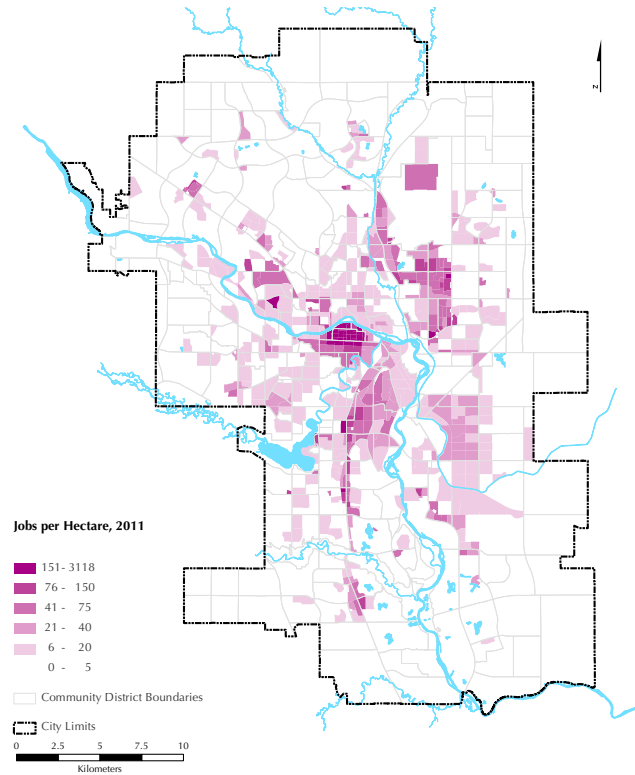 N
Jobs per Hectare, 2011
151 - 3118
76 - 150
41 - 75
21 - 40
6 - 20
0 - 5
Community District Boundaries
City Limits
0 2.5 5 7.5 10
Kilometers